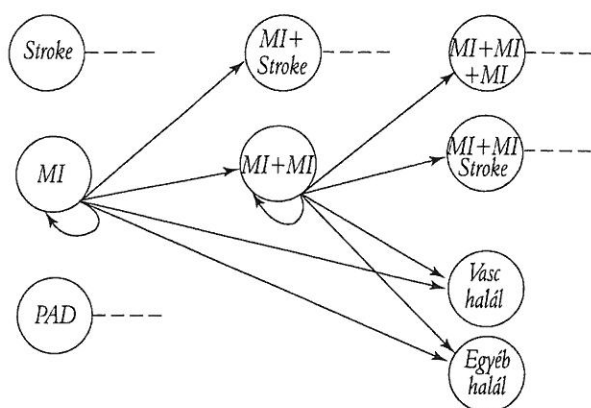 Stroke
MI+
Stroke
MI+MI
+MI
MI
MI+MI
MI+MI
Stroke
PAD
Vasc
halál
Egyéb
halál